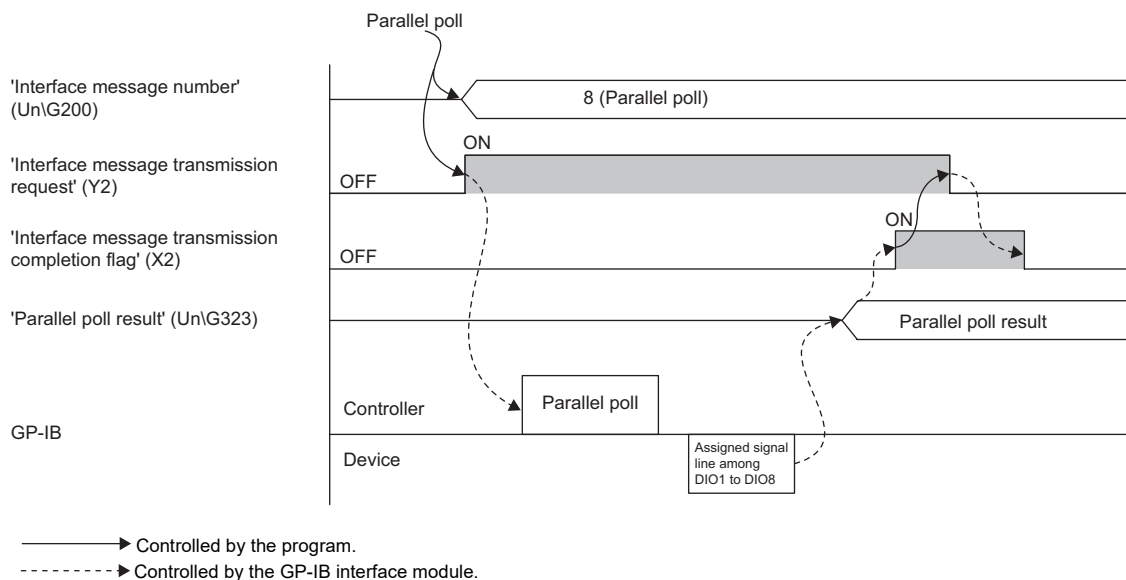 Parallel poll
'Interface message number'
(Un\G200)
8 (Parallel poll)
'Interface message transmission
request' (Y2)
OFF
ON
'Interface message transmission
completion flag' (X2)
OFF
ON
'Parallel poll result' (Un\G323)
Parallel poll result
GP-IB
Controller
Parallel poll
Device
Assigned signal
line among
DIO1 to DIO8
Controlled by the program.
Controlled by the GP-IB interface module.